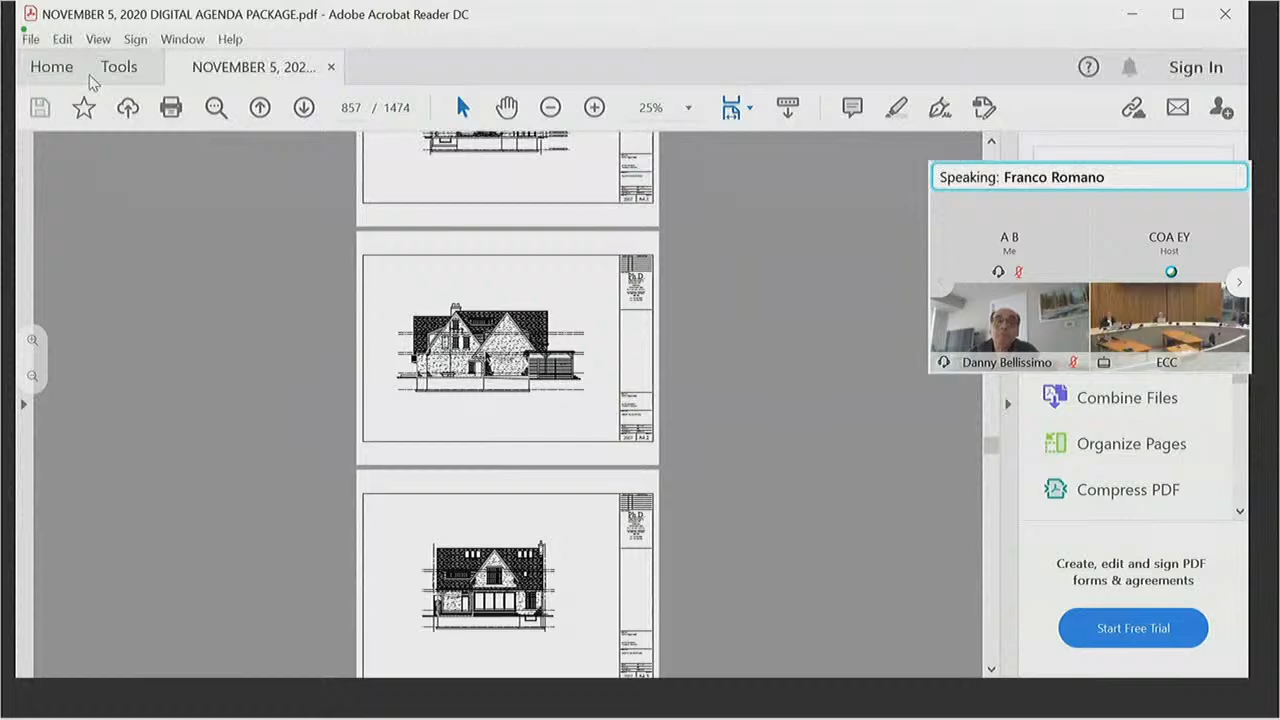 NOVEMBER 5, 2020 DIGITAL AGENDA PACKAGE.pdf - Adobe Acrobat Reader DC
File Edit View Sign Window Help
Home Tools NOVEMBER 5, 202... ×
857 / 1474 25%
Sign In
Speaking: Franco Romano
A B
Me
COA EY
Host
Danny Bellissimo
ECC
Combine Files
Organize Pages
Compress PDF
Create, edit and sign PDF
forms & agreements
Start Free Trial